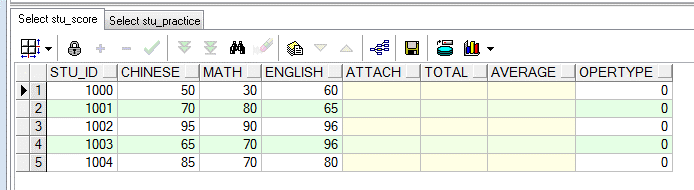 Select stu_score Select stu_practice
STU_ID CHINESE MATH ENGLISH ATTACH TOTAL AVERAGE OPERTYPE
1 1000 50 30 60 0
2 1001 70 80 65 0
3 1002 95 90 96 0
4 1003 65 70 96 0
5 1004 85 70 80 0